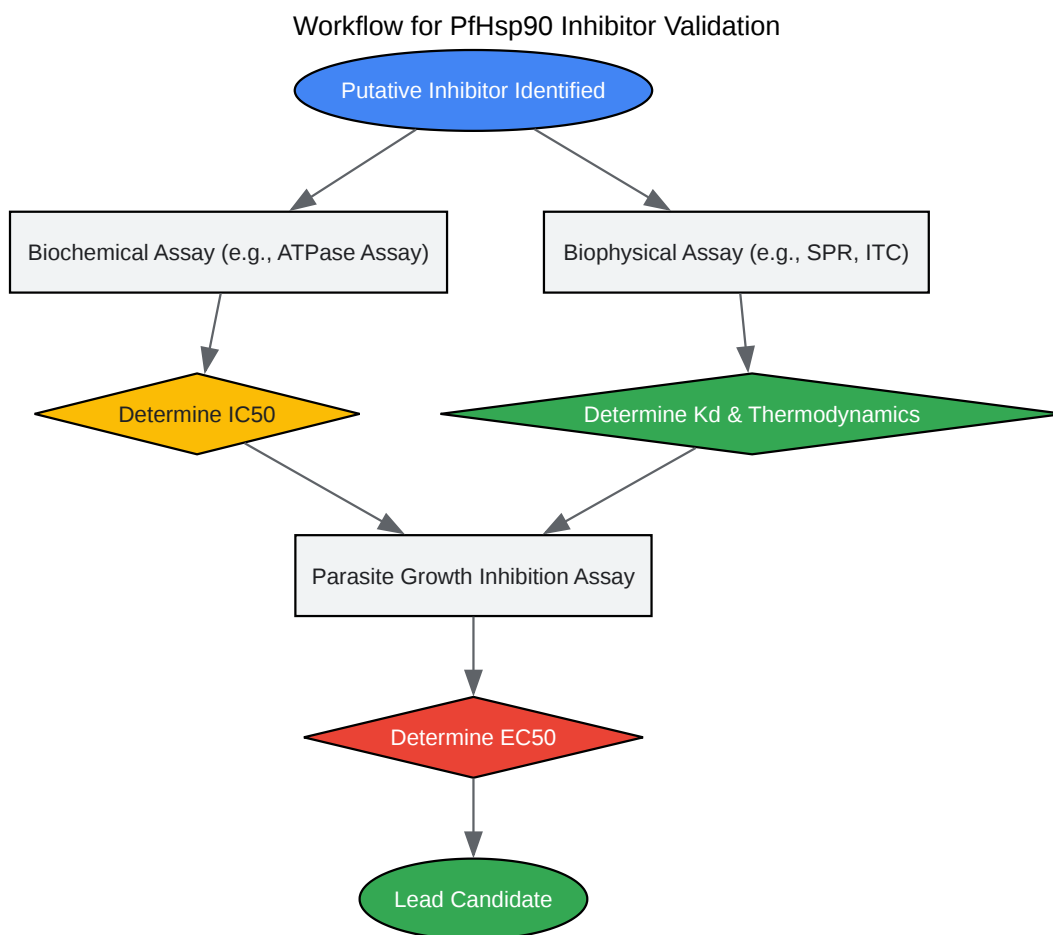 Workflow for PfHsp90 Inhibitor Validation
Putative Inhibitor Identified
Biochemical Assay (e.g., ATPase Assay)
Biophysical Assay (e.g., SPR, ITC)
Determine IC50
Determine Kd & Thermodynamics
Parasite Growth Inhibition Assay
Determine EC50
Lead Candidate